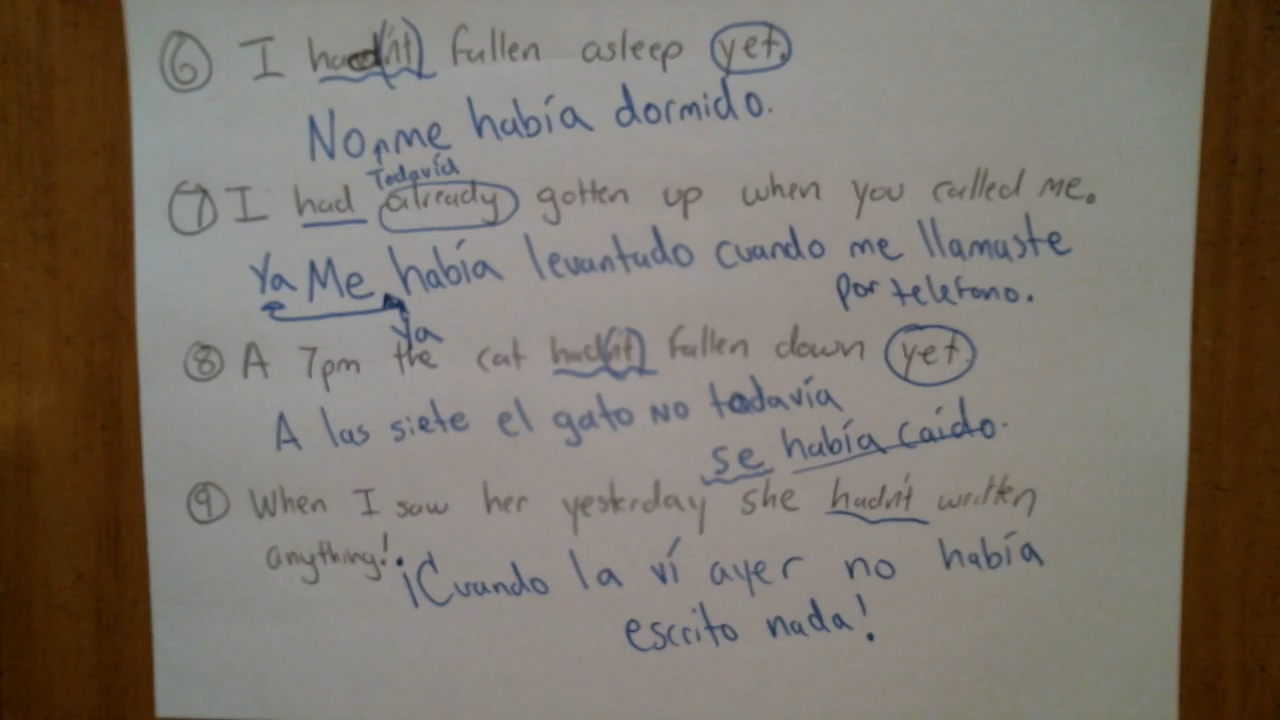 ⑥ I hadn't fallen asleep yet.
No me había dormido.
Todavía
⑦ I had already gotten up when you called me.
Ya Me había levantado cuando me llamaste
por teléfono.
Ya
⑧ A 7pm the cat hadn't fallen down yet
A las siete el gato no todavía
se había caído.
⑨ When I saw her yesterday she hadn't written
anything!
¡Cuando la ví ayer no había
escrito nada!